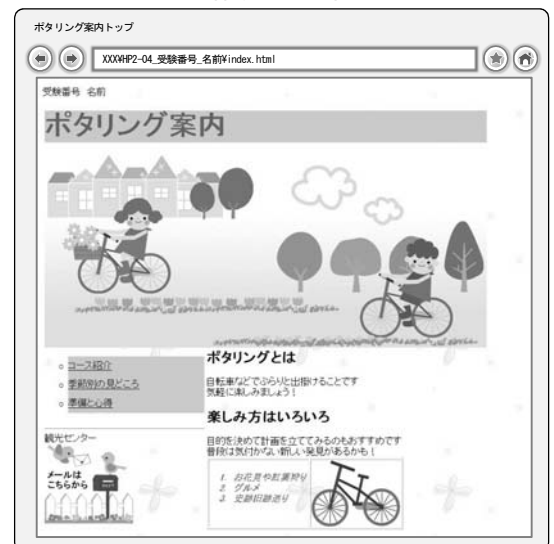 ポタリング案内トップ
XXX¥HP2-04_受験番号_名前¥index.html
受験番号 名前
ポタリング案内
コース紹介
季節別の見どころ
準備と心得
観光センター
メールは
こちらから
ポタリングとは
自転車などでぶらりと出掛けることです
気軽に楽しみましょう!
楽しみ方はいろいろ
目的を決めて計画を立ててみるのもおすすめです
普段は気付かない新しい発見があるかも!
1. お花見や紅葉狩り
2. グルメ
3. 史跡旧跡巡り